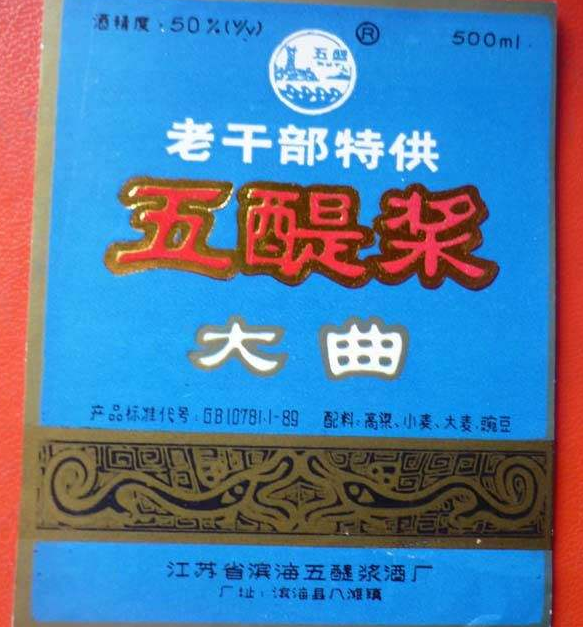 酒精度:50%(V/V) ® 500ml.
五醍
老干部特供
五醍浆
大曲
产品标准代号:GB10781.1-89 配料:高粱、小麦、大麦.豌豆
江苏省滨海五醍浆酒厂
厂址:滨海县八滩镇